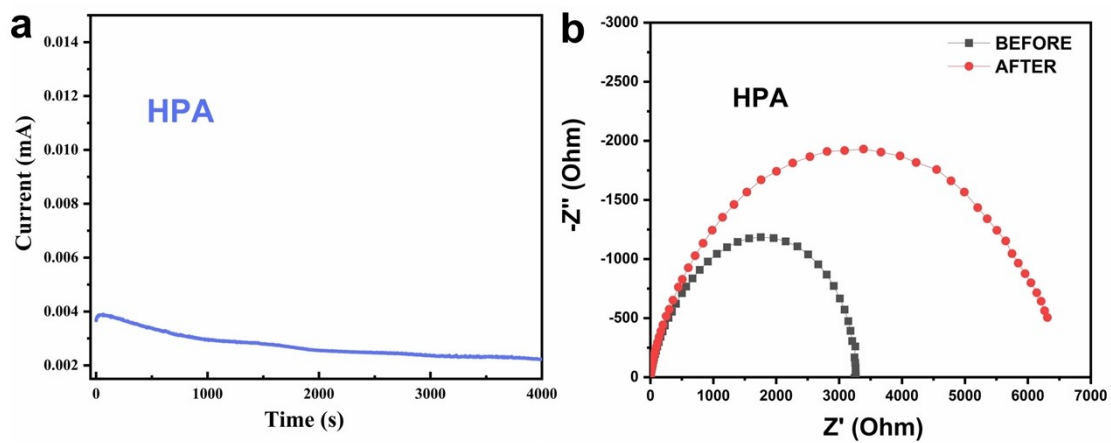 a
0.014
0.012
0.010
0.008
0.006
0.004
0.002
Current (mA)
HPA
0
1000
2000
3000
4000
Time (s)
b
-3000
-2500
-2000
-1500
-1000
-500
0
-Z'' (Ohm)
BEFORE
AFTER
HPA
0
1000
2000
3000
4000
5000
6000
7000
Z' (Ohm)